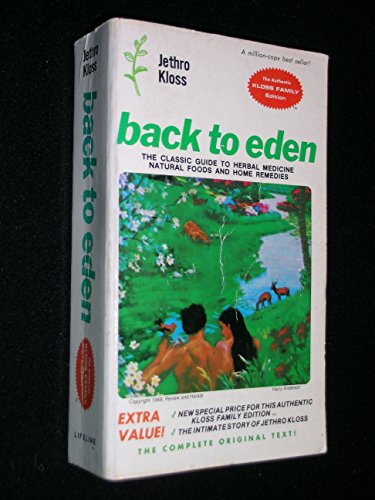 Jethro
Kloss
back to eden
LIFELINE
Jethro
Kloss
A million-copy best seller!
The Authentic
KLOSS FAMILY
Edition
back to eden
THE CLASSIC GUIDE TO HERBAL MEDICINE
NATURAL FOODS AND HOME REMEDIES
Copyright 1949, Review and Herald
Harry Anderson
EXTRA
VALUE!
√ NEW SPECIAL PRICE FOR THIS AUTHENTIC
KLOSS FAMILY EDITION
√ THE INTIMATE STORY OF JETHRO KLOSS
THE COMPLETE ORIGINAL TEXT!